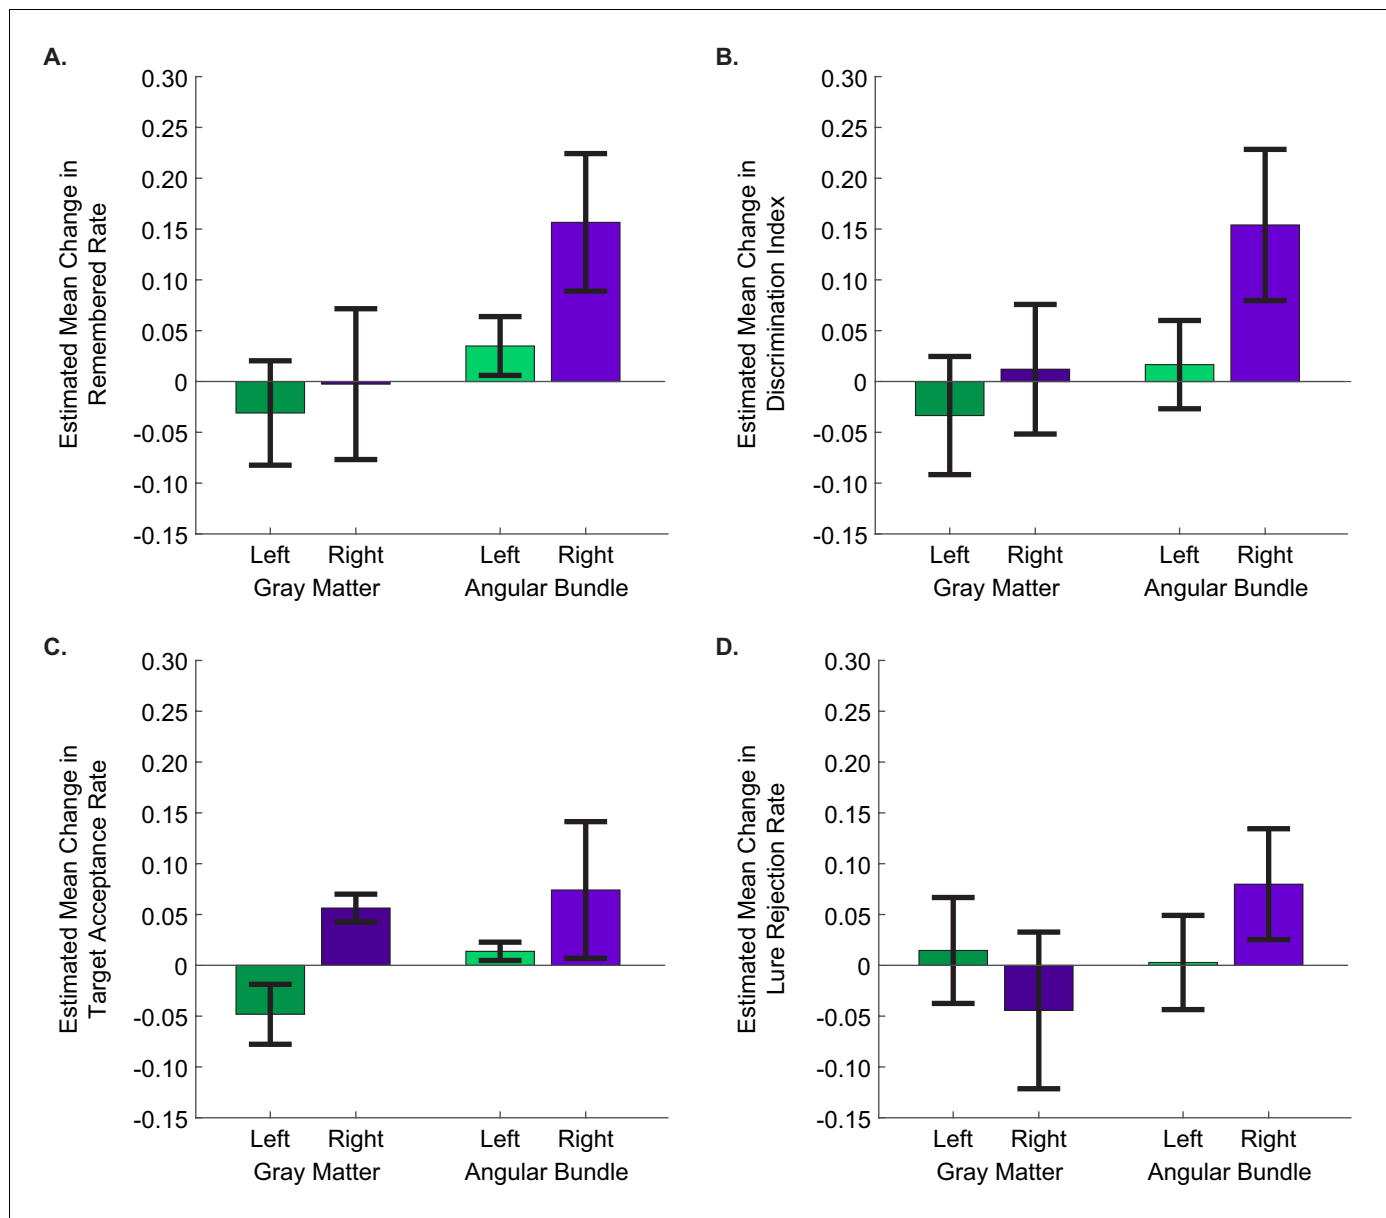 A.
Estimated Mean Change in
Remembered Rate
0.30
0.25
0.20
0.15
0.10
0.05
0
-0.05
-0.10
-0.15
Left Right Left Right
Gray Matter Angular Bundle
B.
Estimated Mean Change in
Discrimination Index
0.30
0.25
0.20
0.15
0.10
0.05
0
-0.05
-0.10
-0.15
Left Right Left Right
Gray Matter Angular Bundle
C.
Estimated Mean Change in
Target Acceptance Rate
0.30
0.25
0.20
0.15
0.10
0.05
0
-0.05
-0.10
-0.15
Left Right Left Right
Gray Matter Angular Bundle
D.
Estimated Mean Change in
Lure Rejection Rate
0.30
0.25
0.20
0.15
0.10
0.05
0
-0.05
-0.10
-0.15
Left Right Left Right
Gray Matter Angular Bundle